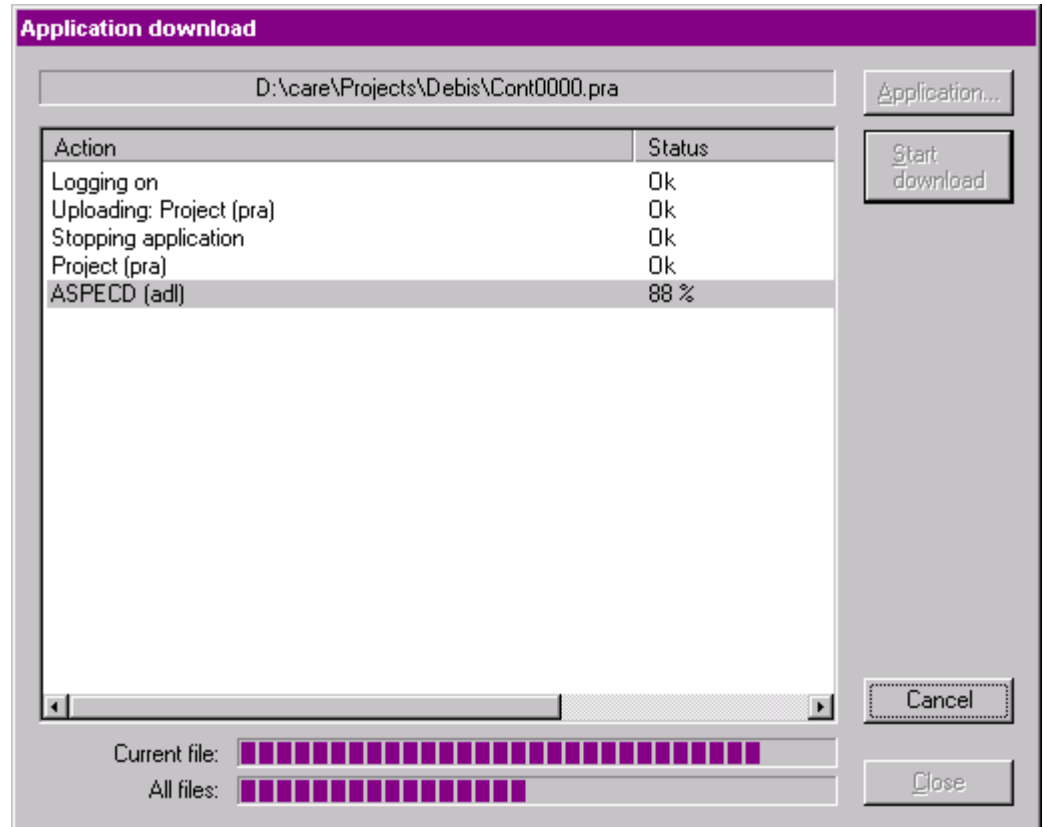 Application download
D:\care\Projects\Debis\Cont0000.pra
Application...
Action Status
Start
download
Logging on Ok
Uploading: Project (pra) Ok
Stopping application Ok
Project (pra) Ok
ASPECD (adl) 88 %
Cancel
Current file:
All files:
Close